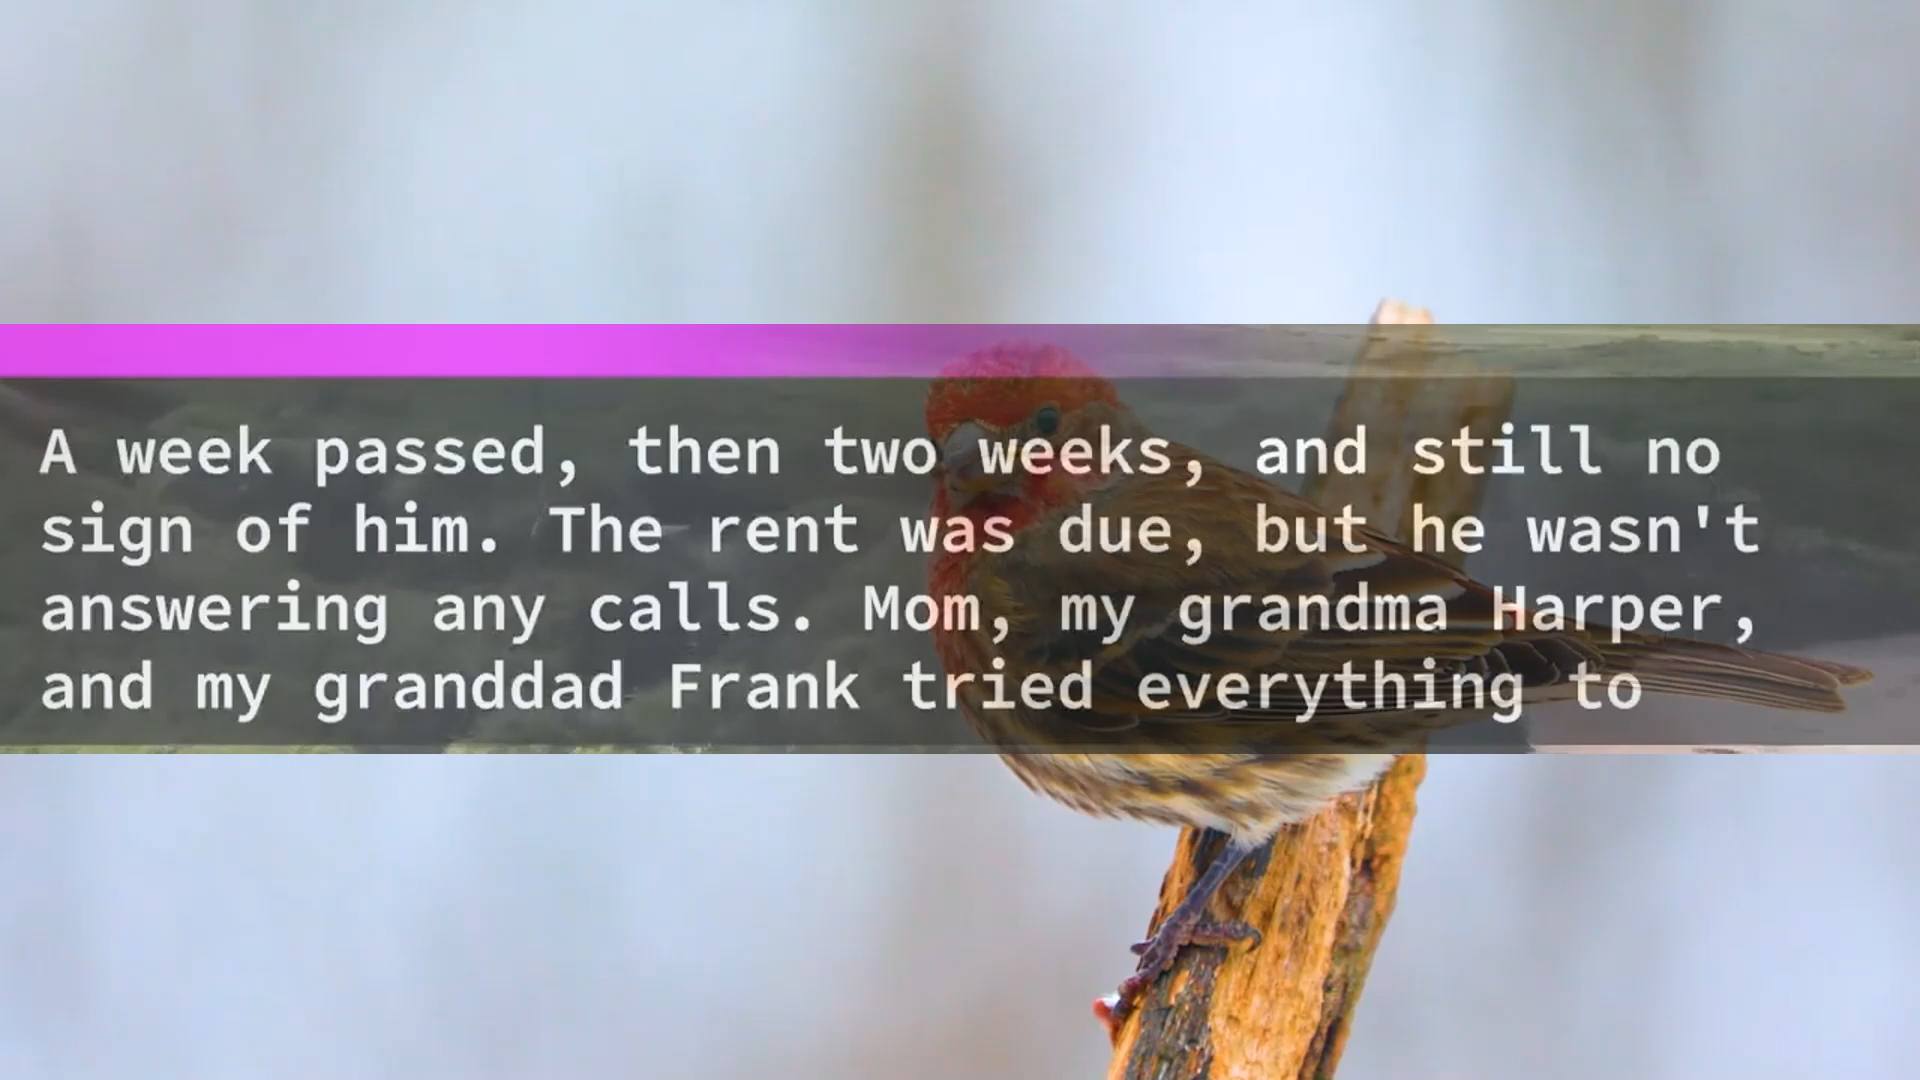 A week passed, then two weeks, and still no
sign of him. The rent was due, but he wasn't
answering any calls. Mom, my grandma Harper,
and my granddad Frank tried everything to